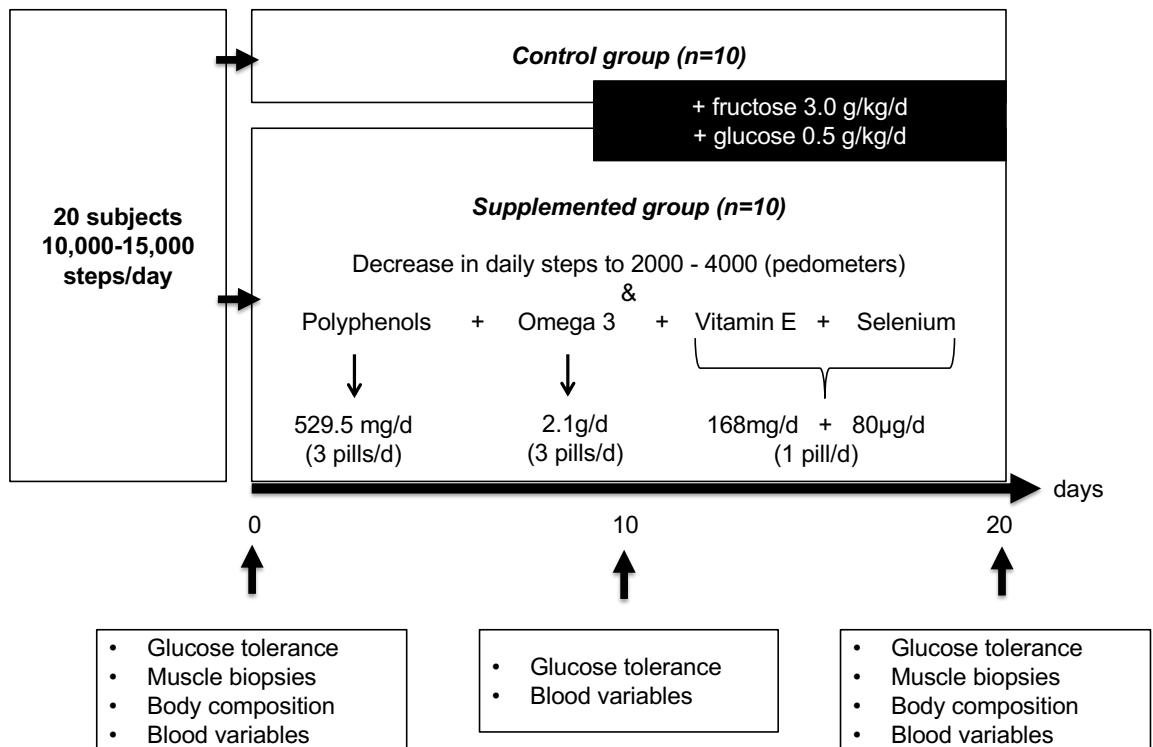 20 subjects
10,000-15,000
steps/day
Control group (n=10)
+ fructose 3.0 g/kg/d
+ glucose 0.5 g/kg/d
Supplemented group (n=10)
Decrease in daily steps to 2000 - 4000 (pedometers)
&
Polyphenols + Omega 3 + Vitamin E + Selenium
529.5 mg/d 2.1g/d 168mg/d + 80µg/d
(3 pills/d) (3 pills/d) (1 pill/d)
days
0 10 20
• Glucose tolerance
• Muscle biopsies
• Body composition
• Blood variables
• Glucose tolerance
• Blood variables
• Glucose tolerance
• Muscle biopsies
• Body composition
• Blood variables